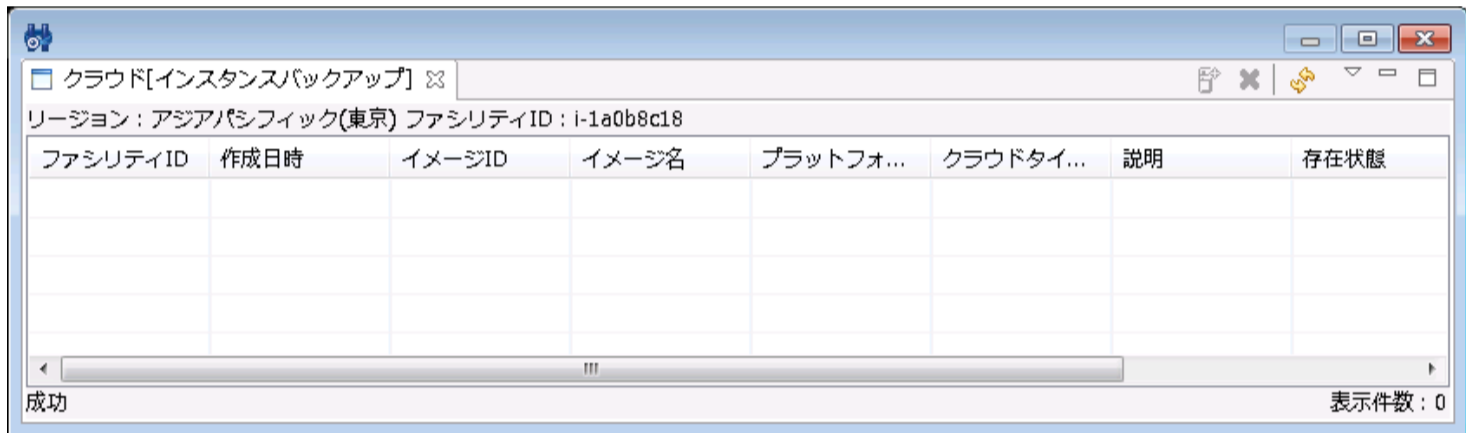 クラウド[インスタンスバックアップ]
リージョン : アジアパシフィック(東京) ファシリティID : i-1a0b8c18
ファシリティID 作成日時 イメージID イメージ名 プラットフォ... クラウドタイ... 説明 存在状態
成功 表示件数 : 0